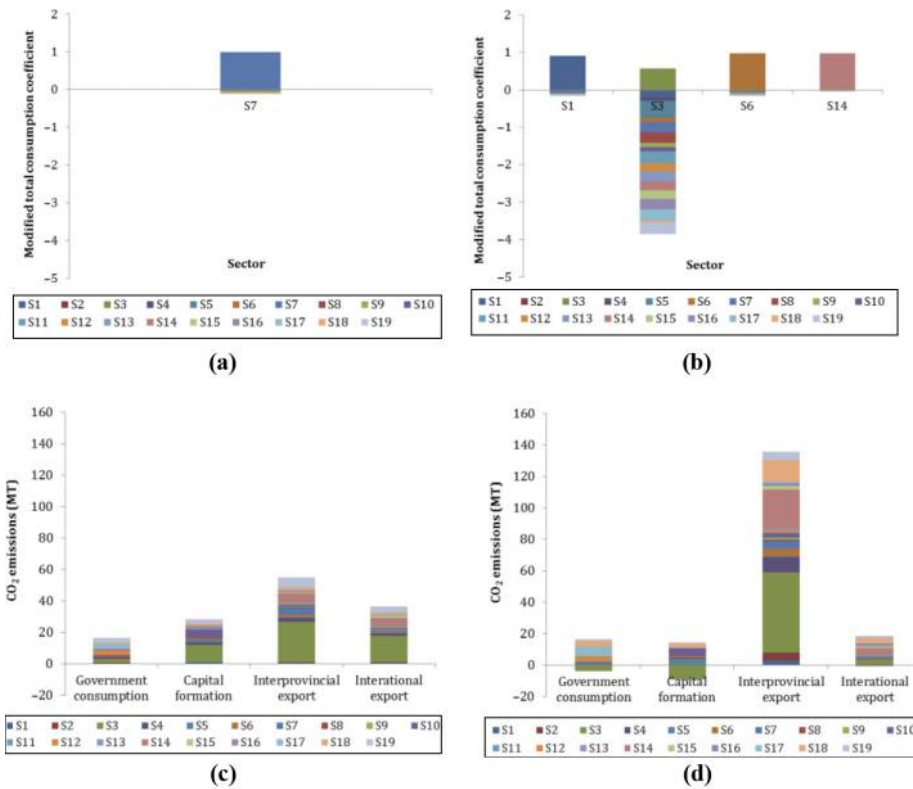 2
1
0
−1
−2
−3
−4
−5
Modified total consumption coefficient
S7
Sector
S1 S2 S3 S4 S5 S6 S7 S8 S9 S10
S11 S12 S13 S14 S15 S16 S17 S18 S19
(a)
2
1
0
−1
−2
−3
−4
−5
Modified total consumption coefficient
S1 S3 S6 S14
Sector
S1 S2 S3 S4 S5 S6 S7 S8 S9 S10
S11 S12 S13 S14 S15 S16 S17 S18 S19
(b)
160
140
120
100
80
60
40
20
0
−20
CO2 emissions (MT)
Government consumption
Capital formation
Interprovincial export
Interational export
S1 S2 S3 S4 S5 S6 S7 S8 S9 S10
S11 S12 S13 S14 S15 S16 S17 S18 S19
(c)
160
140
120
100
80
60
40
20
0
−20
CO2 emissions (MT)
Government consumption
Capital formation
Interprovincial export
Interational export
S1 S2 S3 S4 S5 S6 S7 S8 S9 S10
S11 S12 S13 S14 S15 S16 S17 S18 S19
(d)